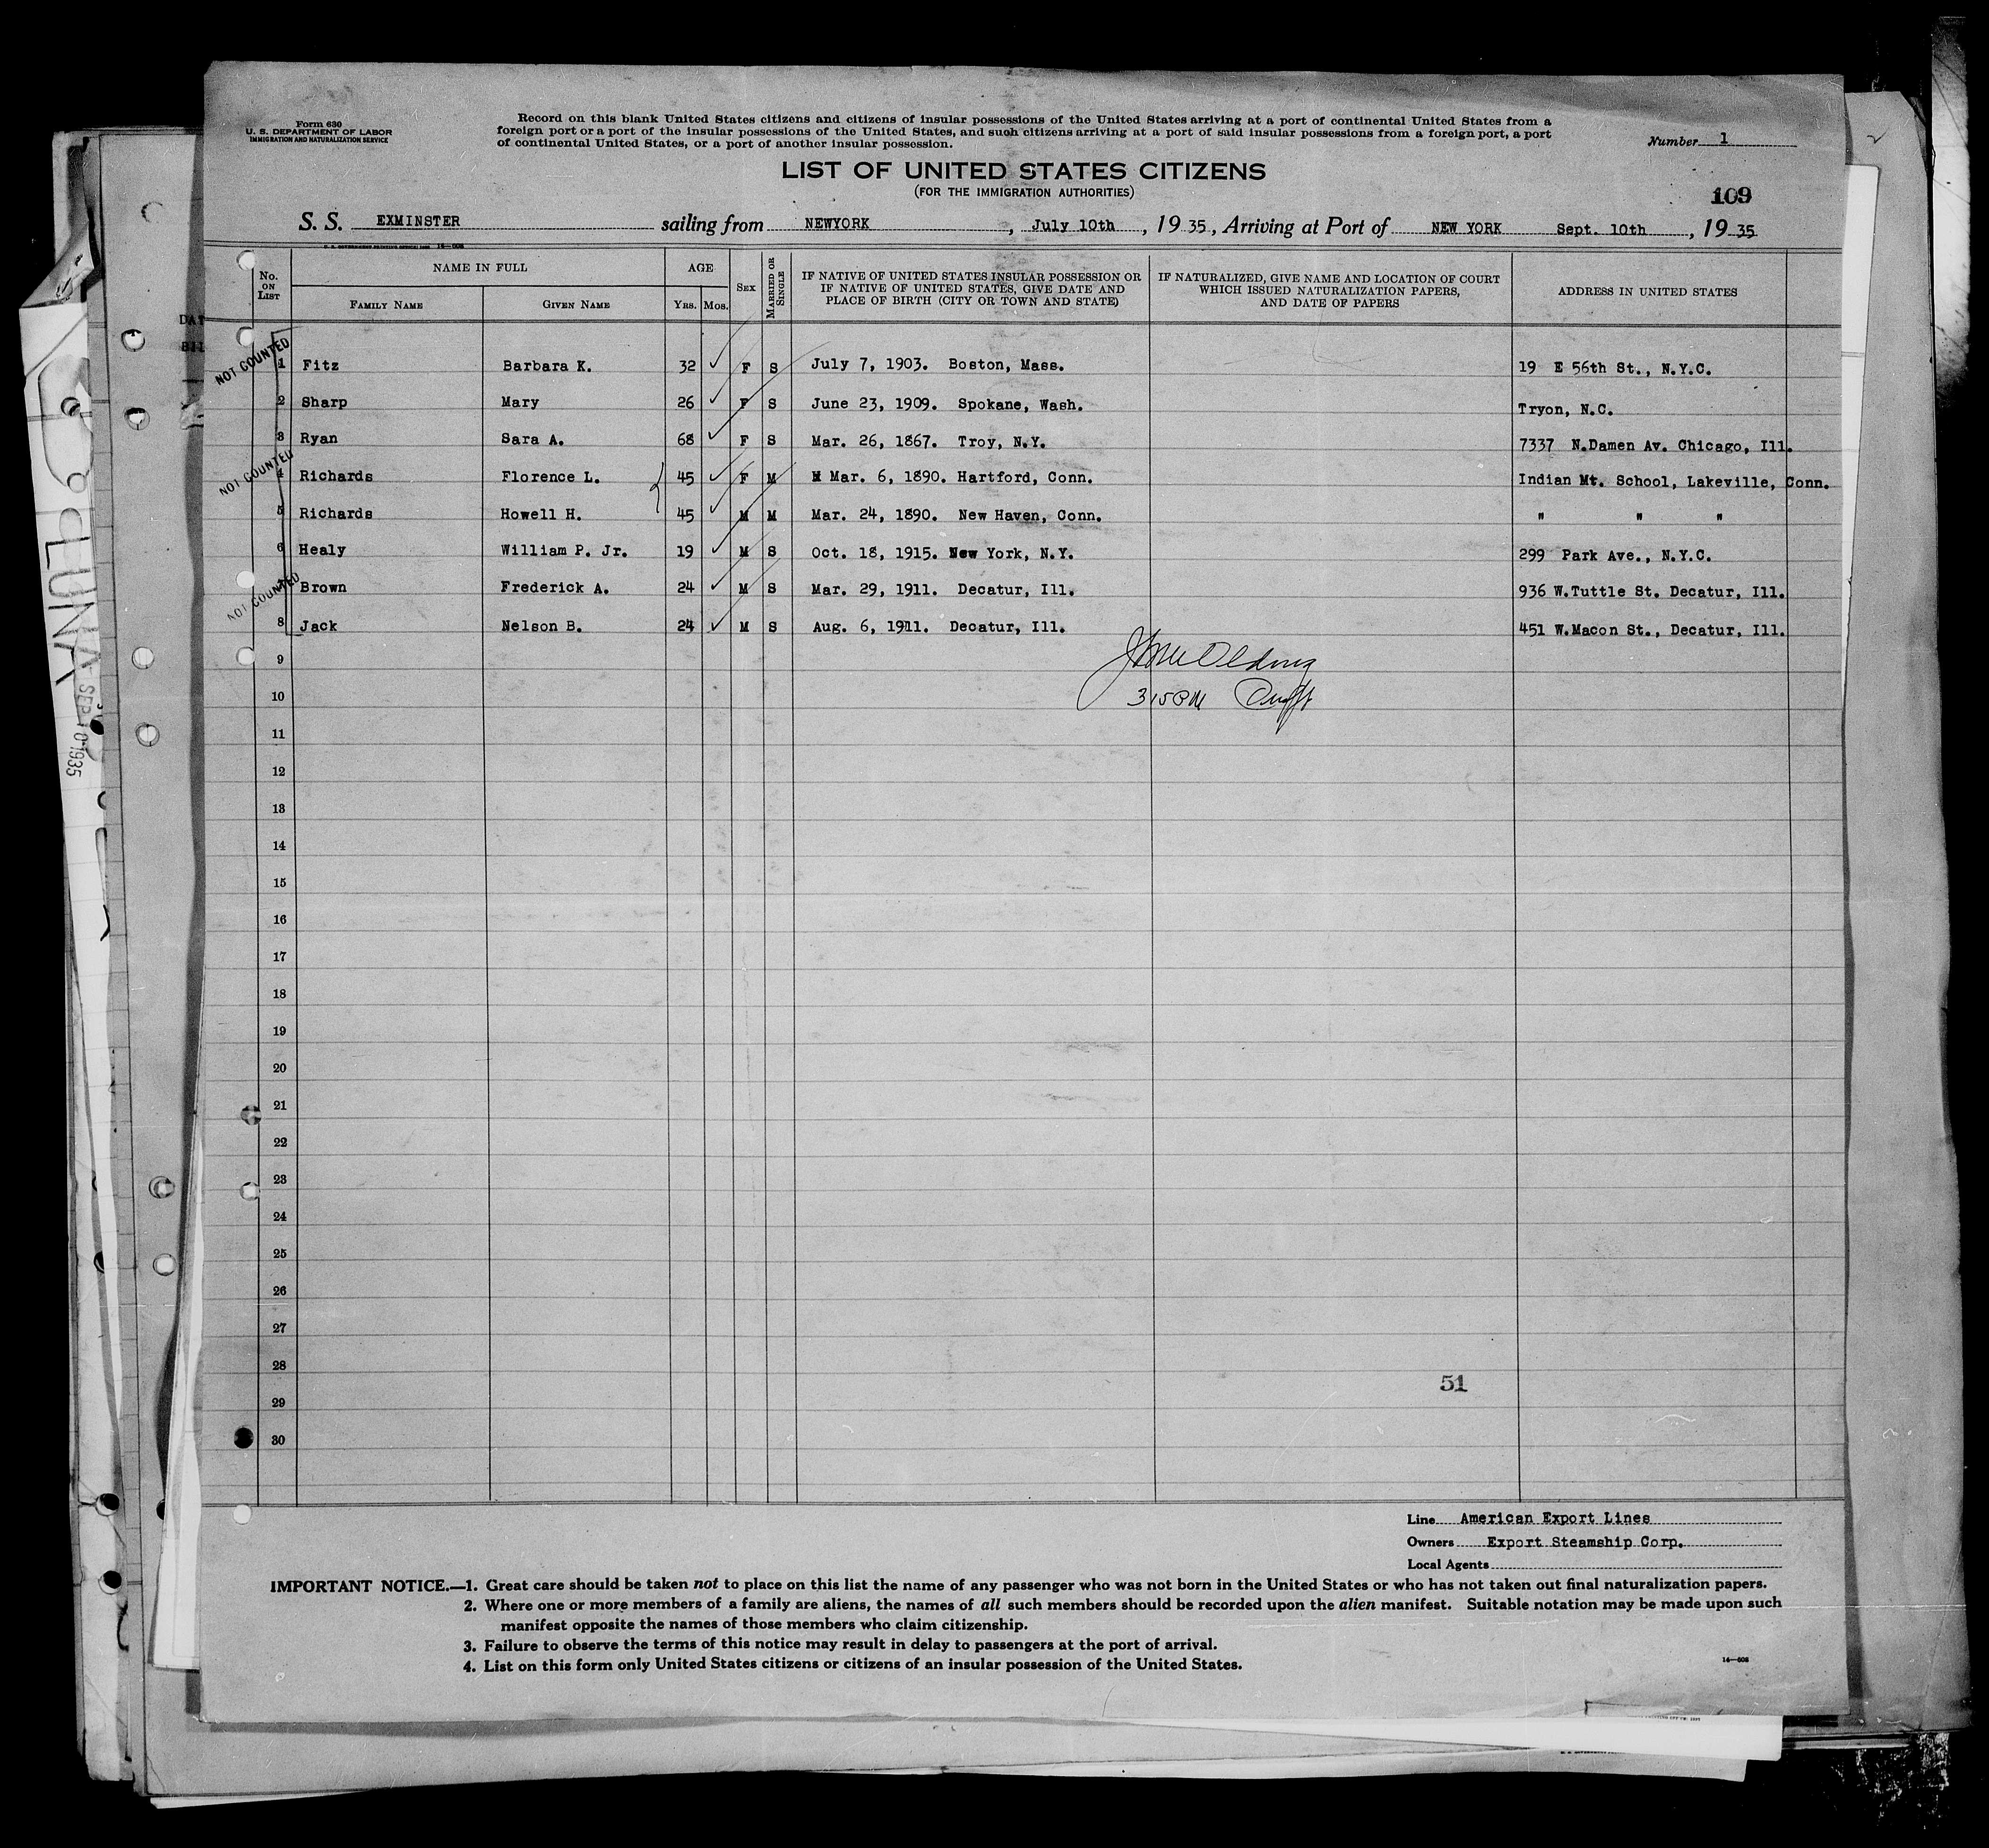 Form 630
U. S. DEPARTMENT OF LABOR
IMMIGRATION AND NATURALIZATION SERVICE
Record on this blank United States citizens and citizens of insular possessions of the United States arriving at a port of continental United States from a
foreign port or a port of the insular possessions of the United States, and such citizens arriving at a port of said insular possessions from a foreign port, a port
of continental United States, or a port of another insular possession.
Number 1
LIST OF UNITED STATES CITIZENS
(FOR THE IMMIGRATION AUTHORITIES)
109
S. S. EXMINSTER sailing from NEWYORK, July 10th, 19 35, Arriving at Port of NEW YORK Sept. 10th, 19 35
No. ON LIST
NAME IN FULL
FAMILY NAME
GIVEN NAME
AGE
Yrs. Mos.
SEX
MARRIED OR SINGLE
IF NATIVE OF UNITED STATES INSULAR POSSESSION OR
IF NATIVE OF UNITED STATES, GIVE DATE AND
PLACE OF BIRTH (CITY OR TOWN AND STATE)
IF NATURALIZED, GIVE NAME AND LOCATION OF COURT
WHICH ISSUED NATURALIZATION PAPERS,
AND DATE OF PAPERS
ADDRESS IN UNITED STATES
NOT COUNTED
1 Fitz Barbara K. 32 F S July 7, 1903. Boston, Mass. 19 E 56th St., N.Y.C.
2 Sharp Mary 26 F S June 23, 1909. Spokane, Wash. Tryon, N.C.
3 Ryan Sara A. 68 F S Mar. 26, 1867. Troy, N.Y. 7337 N.Damen Av. Chicago, Ill.
NOT COUNTED
4 Richards Florence L. 45 F M Mar. 6, 1890. Hartford, Conn. Indian Mt. School, Lakeville, Conn.
5 Richards Howell H. 45 M M Mar. 24, 1890. New Haven, Conn. " " "
6 Healy William P. Jr. 19 M S Oct. 18, 1915. New York, N.Y. 299 Park Ave., N.Y.C.
NOT COUNTED
Brown Frederick A. 24 M S Mar. 29, 1911. Decatur, Ill. 936 W.Tuttle St. Decatur, Ill.
8 Jack Nelson B. 24 M S Aug. 6, 1911. Decatur, Ill. 451 W.Macon St., Decatur, Ill.
9
10
315 PM
11
12
13
14
15
16
17
18
19
20
21
22
23
24
25
26
27
28
51
29
30
Line American Export Lines
Owners Export Steamship Corp.
Local Agents
IMPORTANT NOTICE.—1. Great care should be taken not to place on this list the name of any passenger who was not born in the United States or who has not taken out final naturalization papers.
2. Where one or more members of a family are aliens, the names of all such members should be recorded upon the alien manifest. Suitable notation may be made upon such
manifest opposite the names of those members who claim citizenship.
3. Failure to observe the terms of this notice may result in delay to passengers at the port of arrival.
4. List on this form only United States citizens or citizens of an insular possession of the United States.
14—608
SEP 10 1935